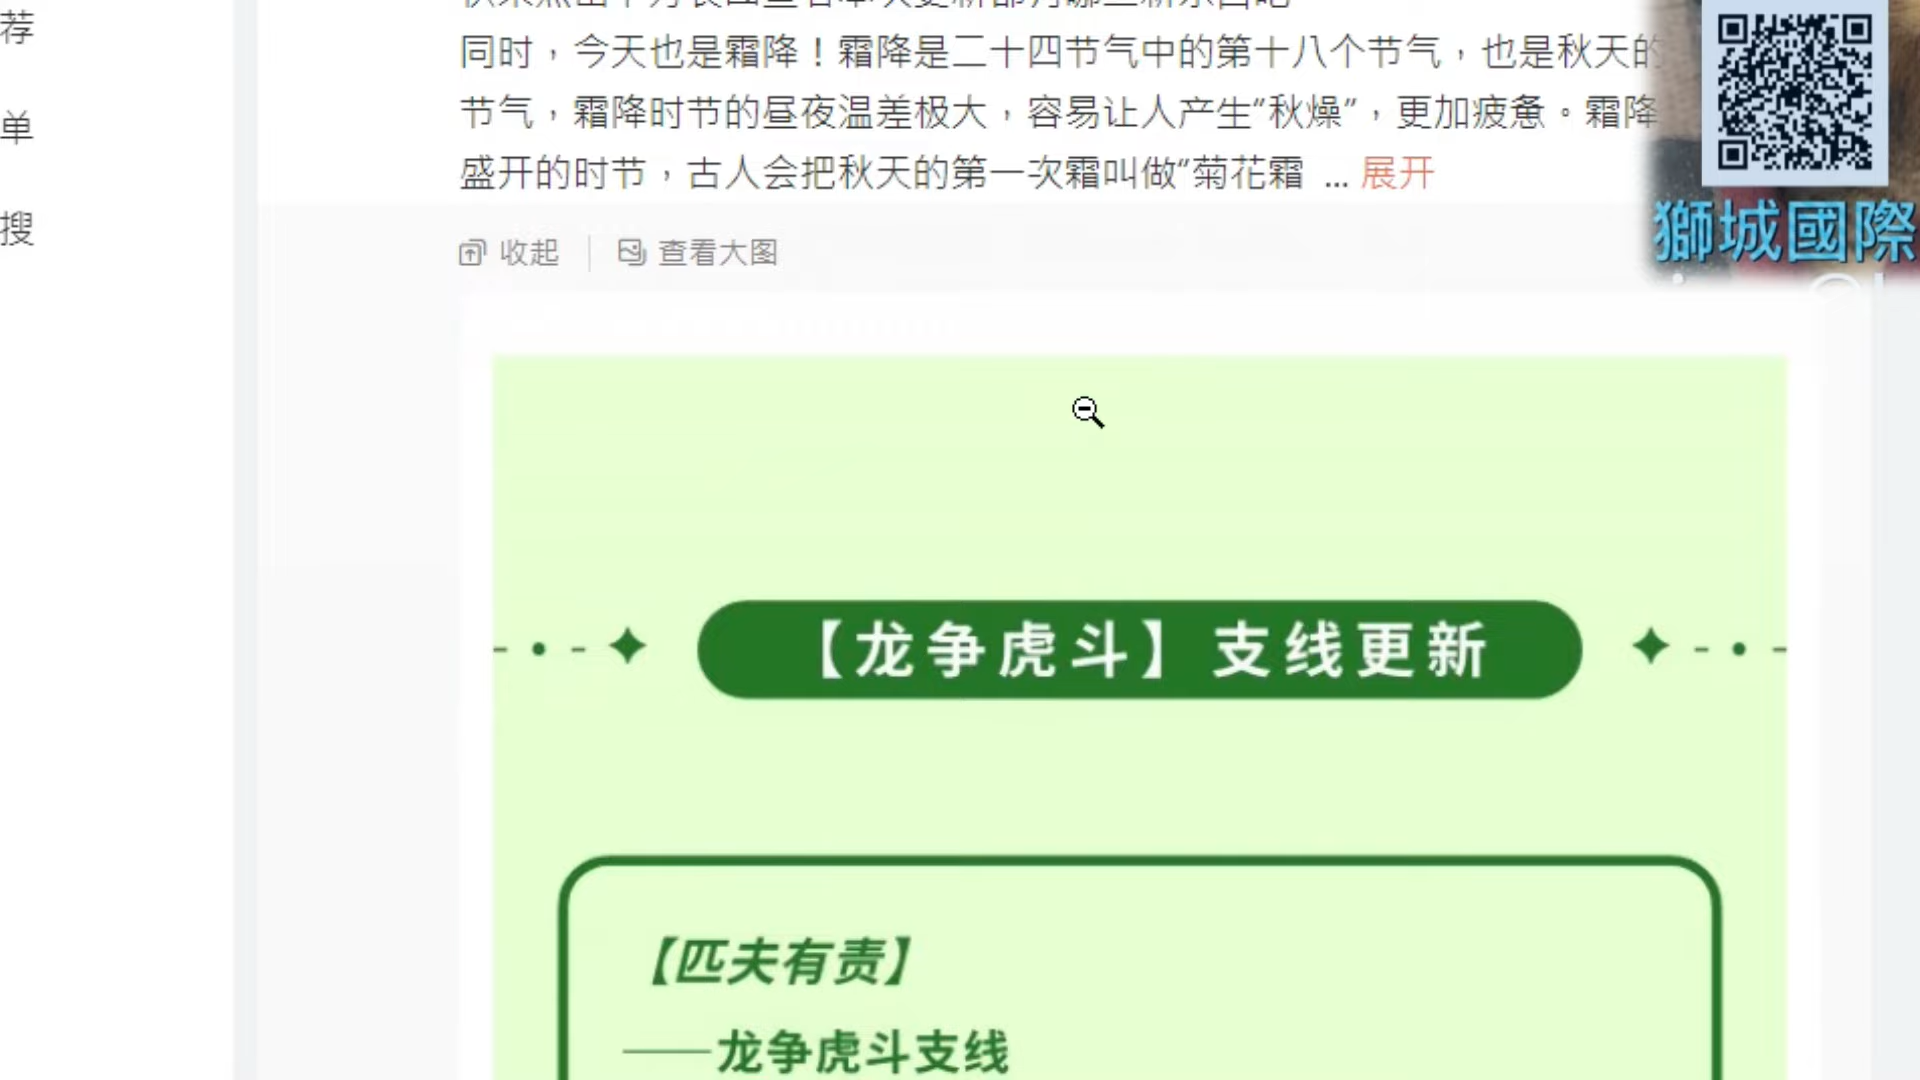 荐
同时，今天也是霜降！霜降是二十四节气中的第十八个节气，也是秋天的
单
节气，霜降时节的昼夜温差极大，容易让人产生“秋燥”，更加疲惫。霜降
盛开的时节，古人会把秋天的第一次霜叫做“菊花霜 ... 展开
搜
獅城國際
收起
查看大图
【龙争虎斗】支线更新
【匹夫有责】
——龙争虎斗支线